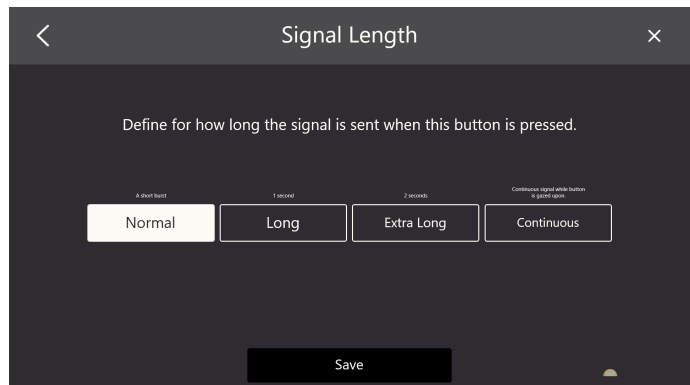 Signal Length
Define for how long the signal is sent when this button is pressed.
A short burst
1 second
2 seconds
Continuous signal while button
is gazed upon.
Normal
Long
Extra Long
Continuous
Save